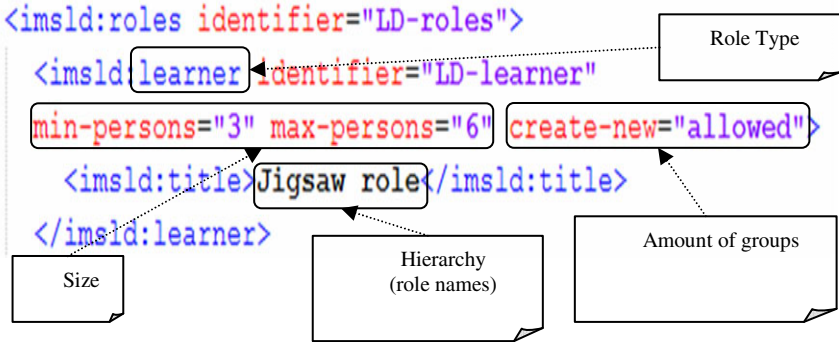 <imsld:roles identifier="LD-roles">
Role Type
<imsld:learner identifier="LD-learner"
min-persons="3" max-persons="6" create-new="allowed">
<imsld:title>Jigsaw role</imsld:title>
</imsld:learner>
Size
Hierarchy
(role names)
Amount of groups